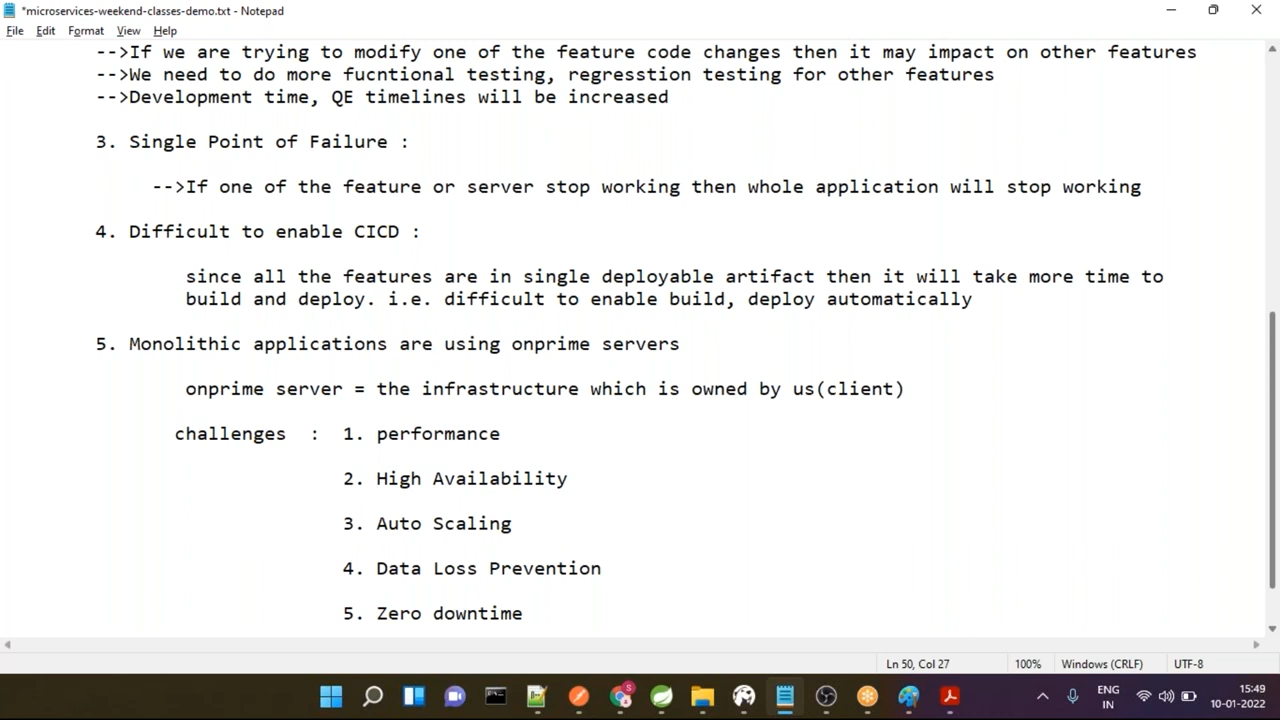 *microservices-weekend-classes-demo.txt - Notepad
File Edit Format View Help
-->If we are trying to modify one of the feature code changes then it may impact on other features
-->We need to do more fucntional testing, regresstion testing for other features
-->Development time, QE timelines will be increased
3. Single Point of Failure :
-->If one of the feature or server stop working then whole application will stop working
4. Difficult to enable CICD :
since all the features are in single deployable artifact then it will take more time to
build and deploy. i.e. difficult to enable build, deploy automatically
5. Monolithic applications are using onprime servers
onprime server = the infrastructure which is owned by us(client)
challenges : 1. performance
2. High Availability
3. Auto Scaling
4. Data Loss Prevention
5. Zero downtime
Ln 50, Col 27 100% Windows (CRLF) UTF-8
S
ENG 15:49
IN 10-01-2022